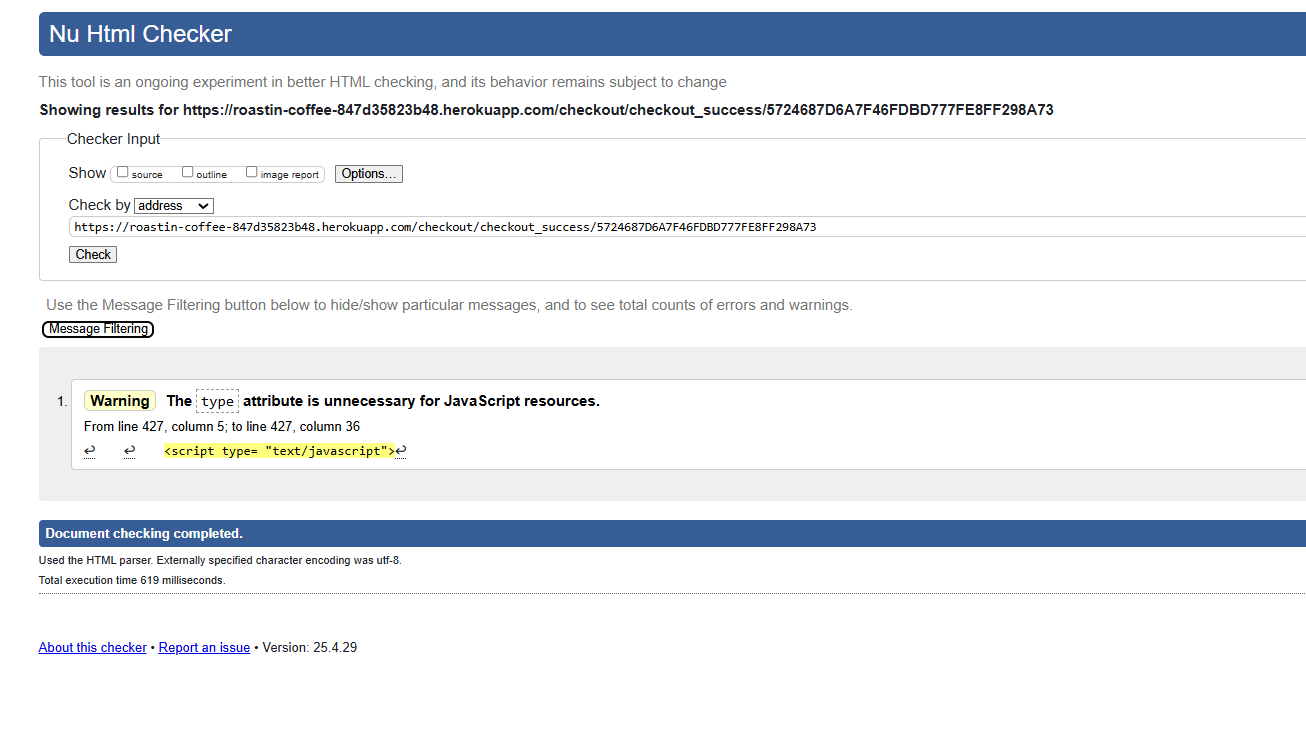 Nu Html Checker
This tool is an ongoing experiment in better HTML checking, and its behavior remains subject to change
Showing results for https://roastin-coffee-847d35823b48.herokuapp.com/checkout/checkout_success/5724687D6A7F46FDBD777FE8FF298A73
Checker Input
Show source outline image report Options...
Check by address
https://roastin-coffee-847d35823b48.herokuapp.com/checkout/checkout_success/5724687D6A7F46FDBD777FE8FF298A73
Check
Use the Message Filtering button below to hide/show particular messages, and to see total counts of errors and warnings.
Message Filtering
1. Warning The type attribute is unnecessary for JavaScript resources.
From line 427, column 5; to line 427, column 36
↩ ↩ <script type= "text/javascript">↩
Document checking completed.
Used the HTML parser. Externally specified character encoding was utf-8.
Total execution time 619 milliseconds.
About this checker • Report an issue • Version: 25.4.29